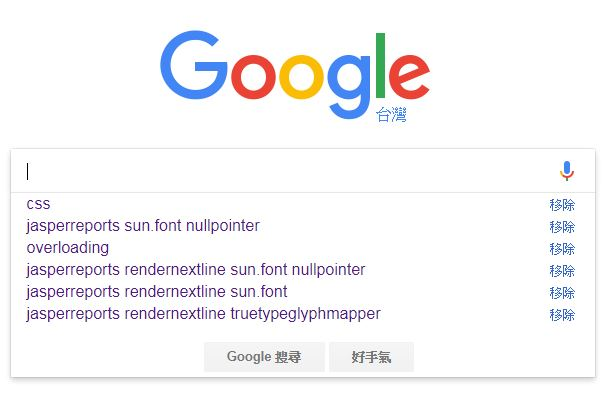 Google
台灣
css 移除
jasperreports sun.font nullpointer 移除
overloading 移除
jasperreports rendernextline sun.font nullpointer 移除
jasperreports rendernextline sun.font 移除
jasperreports rendernextline truetypeglyphmapper 移除
Google 搜尋 好手氣